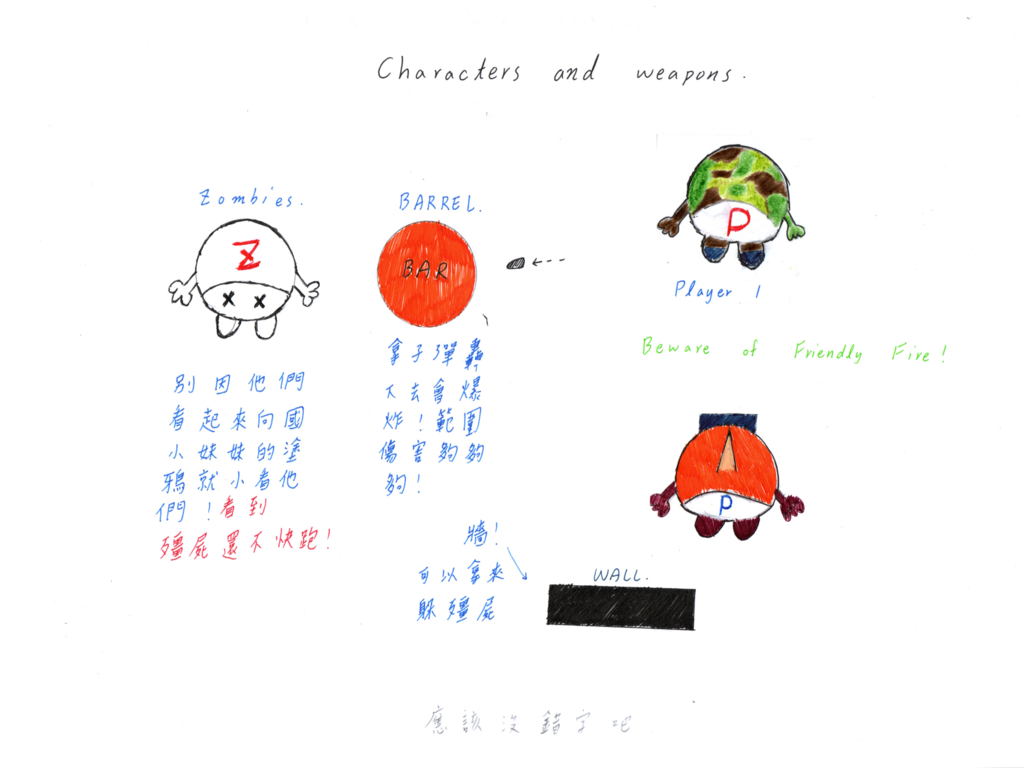 Characters and weapons.
Zombies.
Z
x x
別因他們
看起來向國
小妹妹的塗
鴉就小看他
們！看到
殭屍還不快跑！
BARREL.
BAR
拿子彈轟
下去會爆
炸！範圍
傷害夠夠
夠！
P
Player 1
Beware of Friendly Fire!
P
牆！
可以拿來
躲殭屍
WALL.
應該沒錯字吧